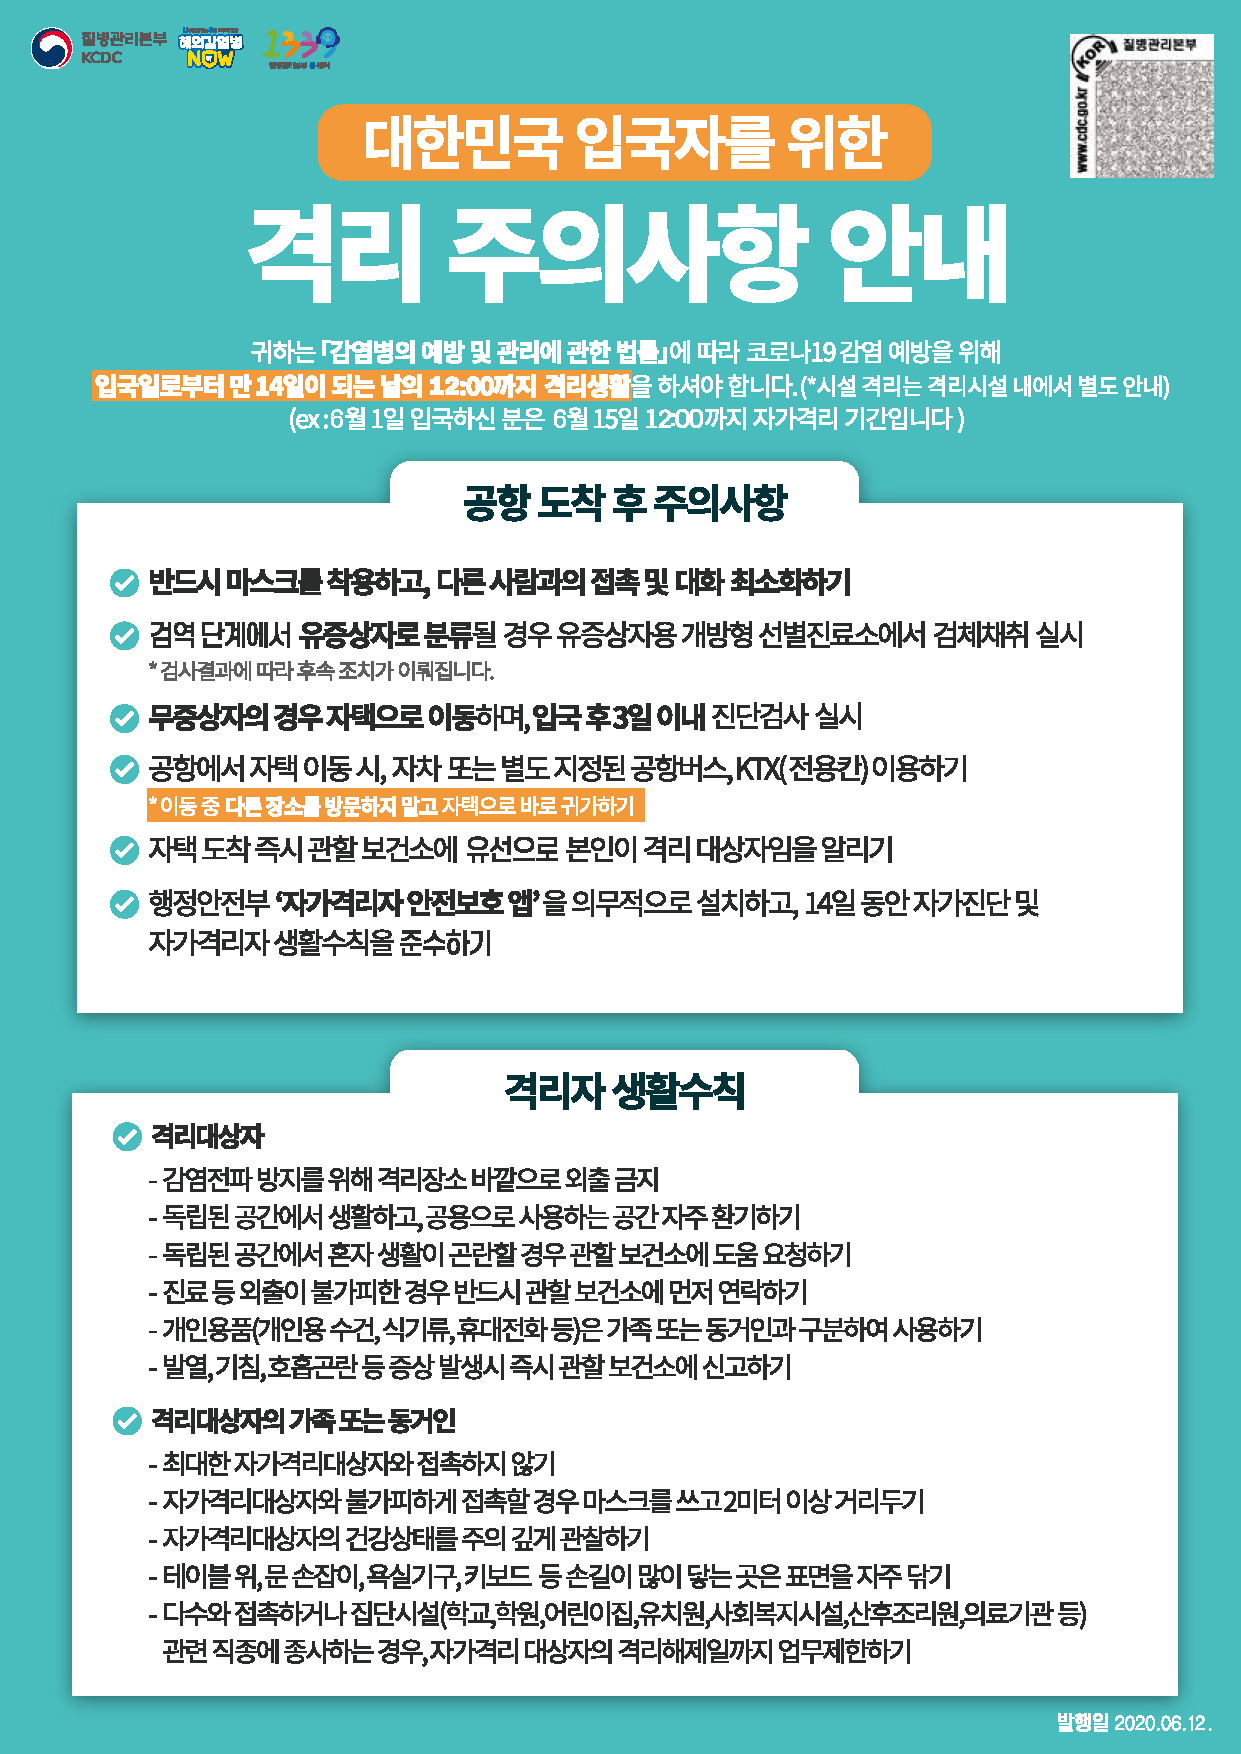 질병관리본부
KCDC
해외감염병
NOW
1339
KOR
질병관리본부
www.cdc.go.kr
대한민국 입국자를 위한
격리 주의사항 안내
귀하는 「감염병의 예방 및 관리에 관한 법률」에 따라 코로나19 감염 예방을 위해
입국일로부터 만 14일이 되는 날의 12:00까지 격리생활을 하셔야 합니다. (*시설 격리는 격리시설 내에서 별도 안내)
(ex : 6월 1일 입국하신 분은 6월 15일 12:00까지 자가격리 기간입니다 )
공항 도착 후 주의사항
반드시 마스크를 착용하고, 다른 사람과의 접촉 및 대화 최소화하기
검역 단계에서 유증상자로 분류될 경우 유증상자용 개방형 선별진료소에서 검체채취 실시
* 검사결과에 따라 후속 조치가 이뤄집니다.
무증상자의 경우 자택으로 이동하며, 입국 후 3일 이내 진단검사 실시
공항에서 자택 이동 시, 자차 또는 별도 지정된 공항버스, KTX(전용칸) 이용하기
* 이동 중 다른 장소를 방문하지 말고 자택으로 바로 귀가하기
자택 도착 즉시 관할 보건소에 유선으로 본인이 격리 대상자임을 알리기
행정안전부 ‘자가격리자 안전보호 앱’을 의무적으로 설치하고, 14일 동안 자가진단 및
자가격리자 생활수칙을 준수하기
격리자 생활수칙
격리대상자
- 감염전파 방지를 위해 격리장소 바깥으로 외출 금지
- 독립된 공간에서 생활하고, 공용으로 사용하는 공간 자주 환기하기
- 독립된 공간에서 혼자 생활이 곤란할 경우 관할 보건소에 도움 요청하기
- 진료 등 외출이 불가피한 경우 반드시 관할 보건소에 먼저 연락하기
- 개인용품(개인용 수건, 식기류, 휴대전화 등)은 가족 또는 동거인과 구분하여 사용하기
- 발열, 기침, 호흡곤란 등 증상 발생시 즉시 관할 보건소에 신고하기
격리대상자의 가족 또는 동거인
- 최대한 자가격리대상자와 접촉하지 않기
- 자가격리대상자와 불가피하게 접촉할 경우 마스크를 쓰고 2미터 이상 거리두기
- 자가격리대상자의 건강상태를 주의 깊게 관찰하기
- 테이블 위, 문 손잡이, 욕실기구, 키보드 등 손길이 많이 닿는 곳은 표면을 자주 닦기
- 다수와 접촉하거나 집단시설(학교,학원,어린이집,유치원,사회복지시설,산후조리원,의료기관 등)
관련 직종에 종사하는 경우, 자가격리 대상자의 격리해제일까지 업무제한하기
발행일 2020.06.12.